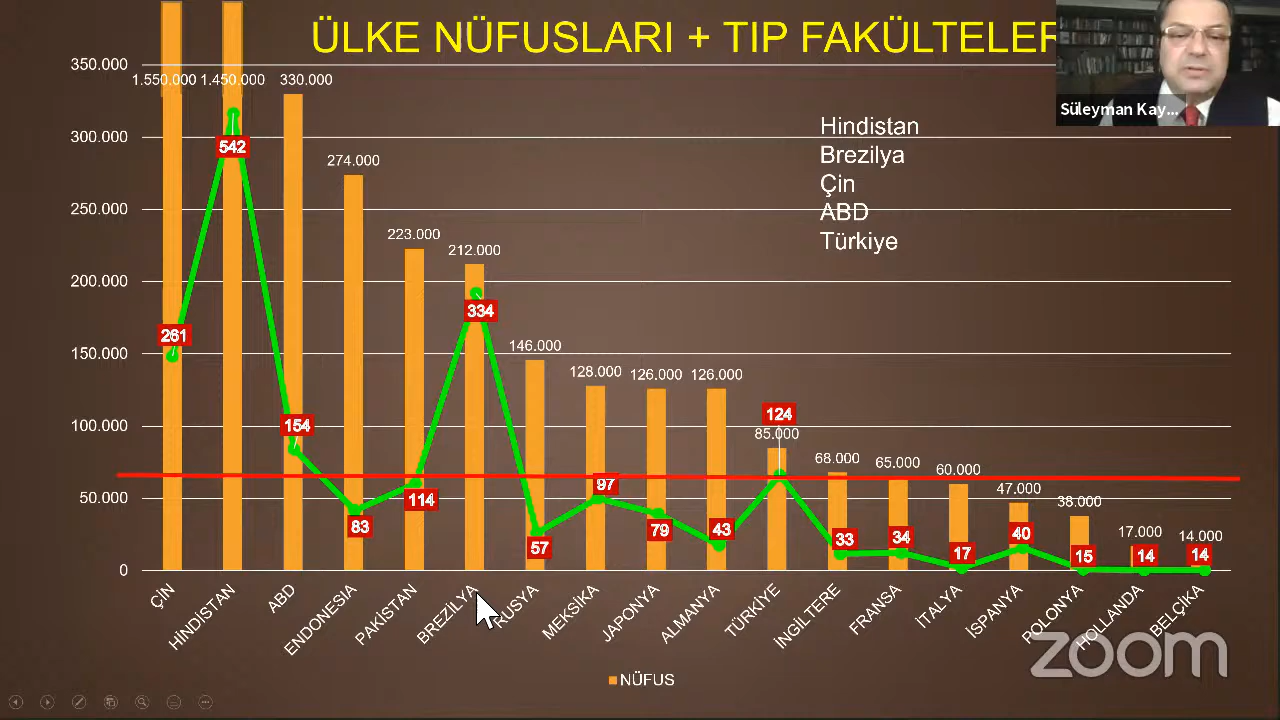 ÜLKE NÜFUSLARI + TIP FAKÜLTELER
Süleyman Kay...
350.000
300.000
250.000
200.000
150.000
100.000
50.000
0
1.550.000
1.450.000
330.000
274.000
223.000
212.000
146.000
128.000
126.000
126.000
85.000
68.000
65.000
60.000
47.000
38.000
17.000
14.000
261
542
154
83
114
334
57
97
79
43
124
33
34
17
40
15
14
14
Hindistan
Brezilya
Çin
ABD
Türkiye
ÇİN
HİNDİSTAN
ABD
ENDONESIA
PAKİSTAN
BREZİLYA
RUSYA
MEKSİKA
JAPONYA
ALMANYA
TÜRKİYE
İNGİLTERE
FRANSA
İTALYA
İSPANYA
POLONYA
HOLLANDA
BELÇİKA
NÜFUS
zoom